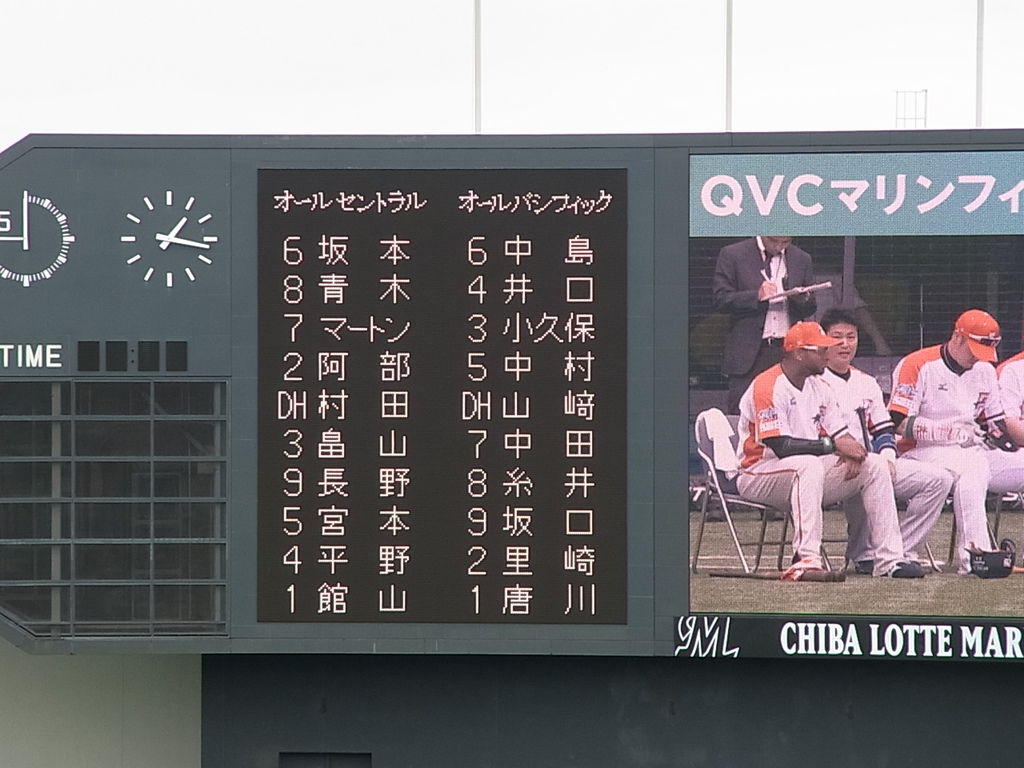 5
TIME
オールセントラル オールパシフィック
6 坂本 6 中島
8 青木 4 井口
7 マートン 3 小久保
2 阿部 5 中村
DH 村田 DH 山﨑
3 畠山 7 中田
9 長野 8 糸井
5 宮本 9 坂口
4 平野 2 里崎
1 館山 1 唐川
QVCマリンフィ
CHIBA LOTTE MAR